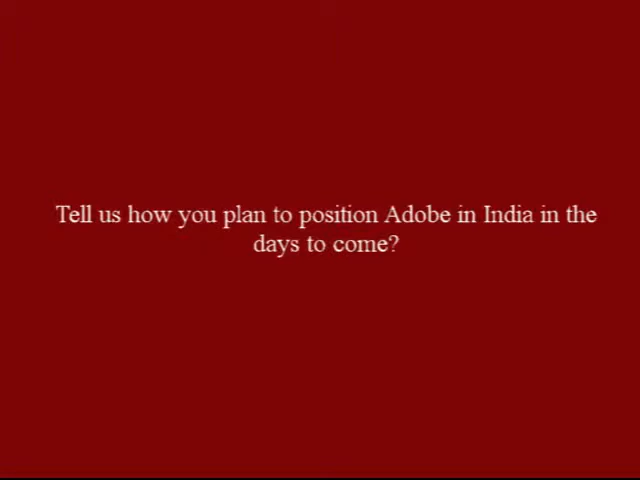 Tell us how you plan to position Adobe in India in the
days to come?